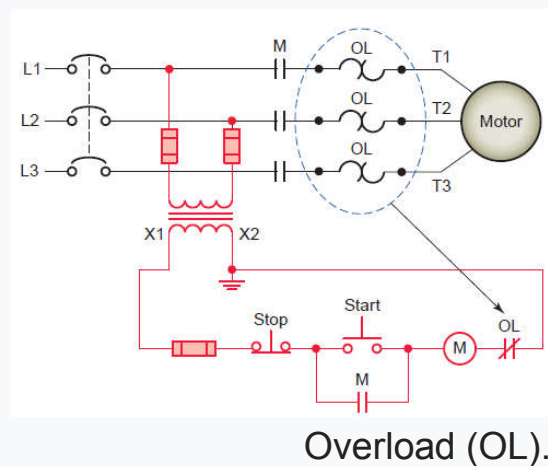 M OL T1
L1
OL
L2 T2 Motor
OL
L3 T3
X1 X2
Stop Start OL
M
M
Overload (OL).